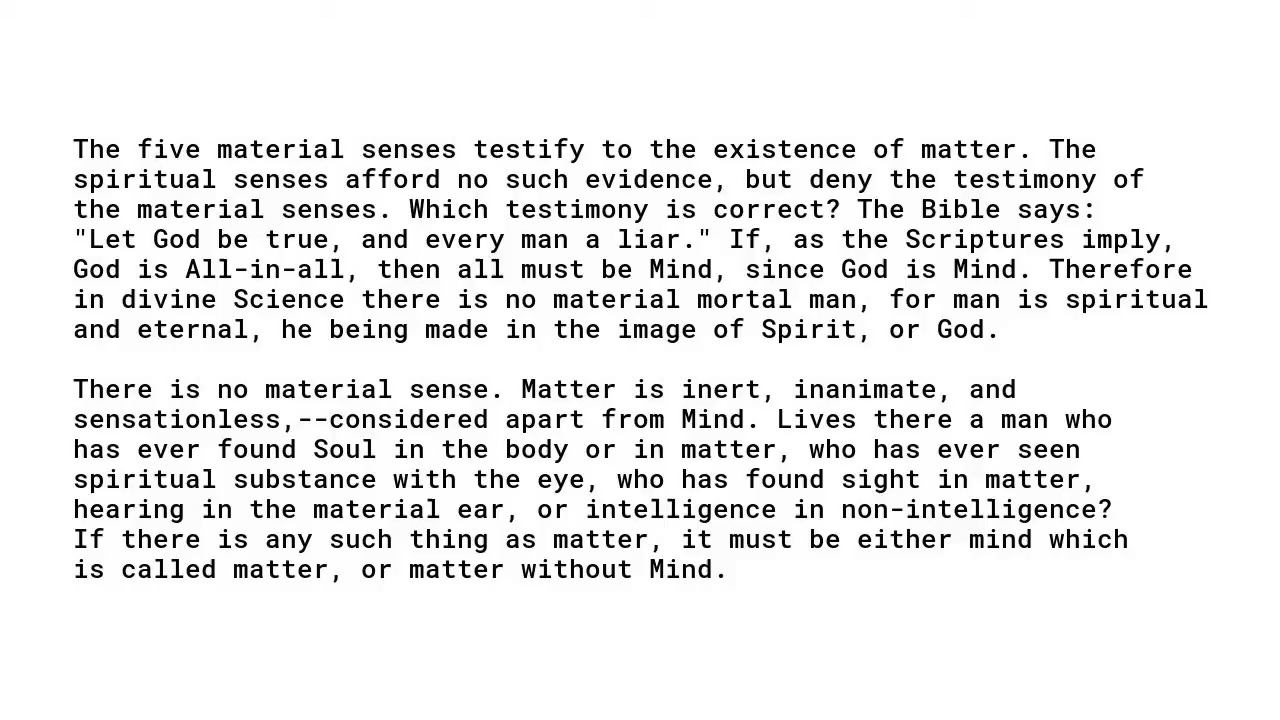 The five material senses testify to the existence of matter. The
spiritual senses afford no such evidence, but deny the testimony of
the material senses. Which testimony is correct? The Bible says:
"Let God be true, and every man a liar." If, as the Scriptures imply,
God is All-in-all, then all must be Mind, since God is Mind. Therefore
in divine Science there is no material mortal man, for man is spiritual
and eternal, he being made in the image of Spirit, or God.

There is no material sense. Matter is inert, inanimate, and
sensationless,--considered apart from Mind. Lives there a man who
has ever found Soul in the body or in matter, who has ever seen
spiritual substance with the eye, who has found sight in matter,
hearing in the material ear, or intelligence in non-intelligence?
If there is any such thing as matter, it must be either mind which
is called matter, or matter without Mind.